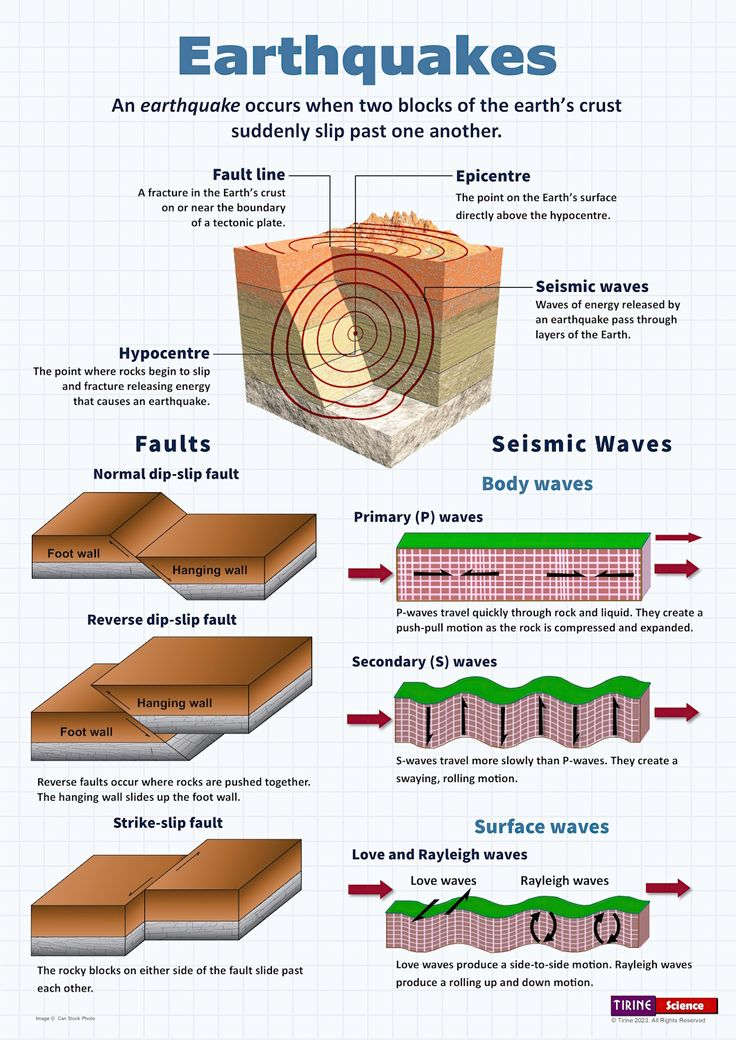 Earthquakes
An earthquake occurs when two blocks of the earth's crust
suddenly slip past one another.
Fault line
A fracture in the Earth's crust
on or near the boundary
of a tectonic plate.
Epicentre
The point on the Earth's surface
directly above the hypocentre.
Seismic waves
Waves of energy released by
an earthquake pass through
layers of the Earth.
Hypocentre
The point where rocks begin to slip
and fracture releasing energy
that causes an earthquake.
Faults
Normal dip-slip fault
Foot wall
Hanging wall
Reverse dip-slip fault
Hanging wall
Foot wall
Reverse faults occur where rocks are pushed together.
The hanging wall slides up the foot wall.
Strike-slip fault
The rocky blocks on either side of the fault slide past
each other.
Seismic Waves
Body waves
Primary (P) waves
P-waves travel quickly through rock and liquid. They create a
push-pull motion as the rock is compressed and expanded.
Secondary (S) waves
S-waves travel more slowly than P-waves. They create a
swaying, rolling motion.
Surface waves
Love and Rayleigh waves
Love waves
Rayleigh waves
Love waves produce a side-to-side motion. Rayleigh waves
produce a rolling up and down motion.
Image © Can Stock Photo
TIRINE Science
© Tirine 2023. All Rights Reserved